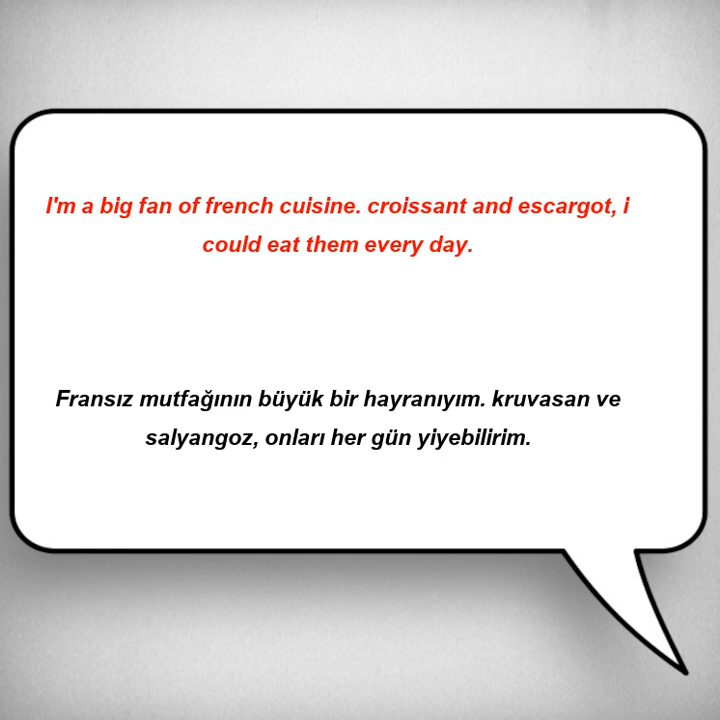 I'm a big fan of french cuisine. croissant and escargot, i
could eat them every day.
Fransız mutfağının büyük bir hayranıyım. kruvasan ve
salyangoz, onları her gün yiyebilirim.